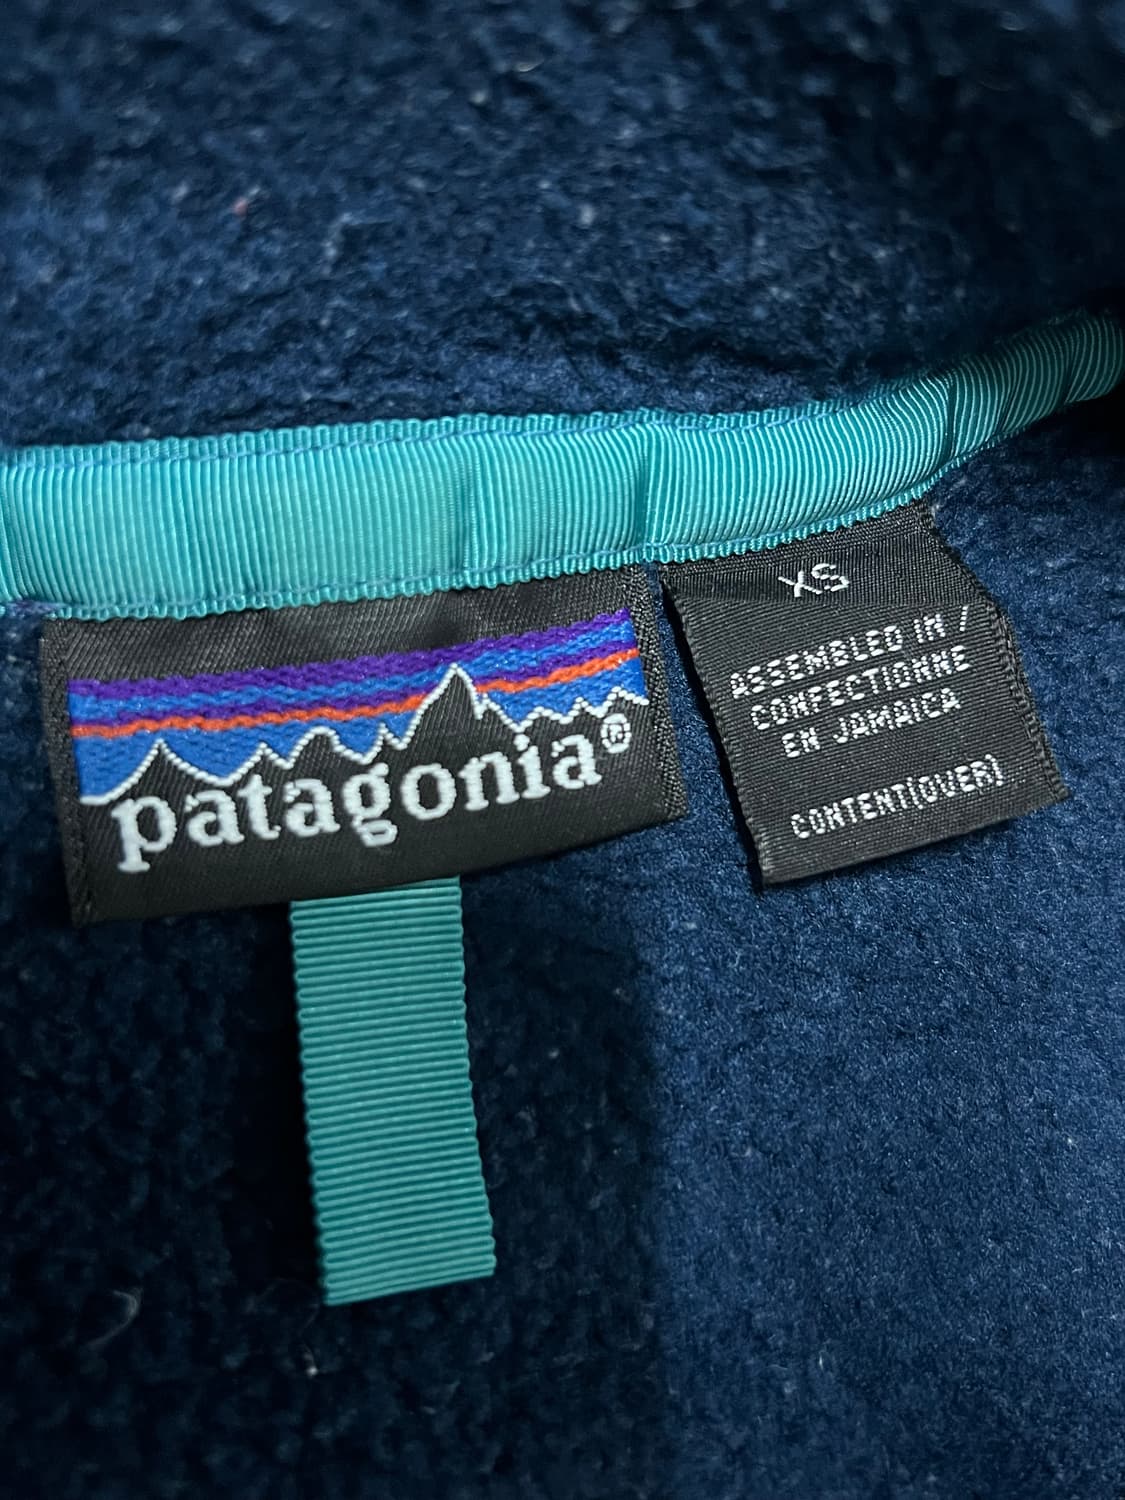 patagonia®
XS
ASSEMBLED IN /
CONFECTIONNE
EN JAMAICA
CONTENT(OVER)